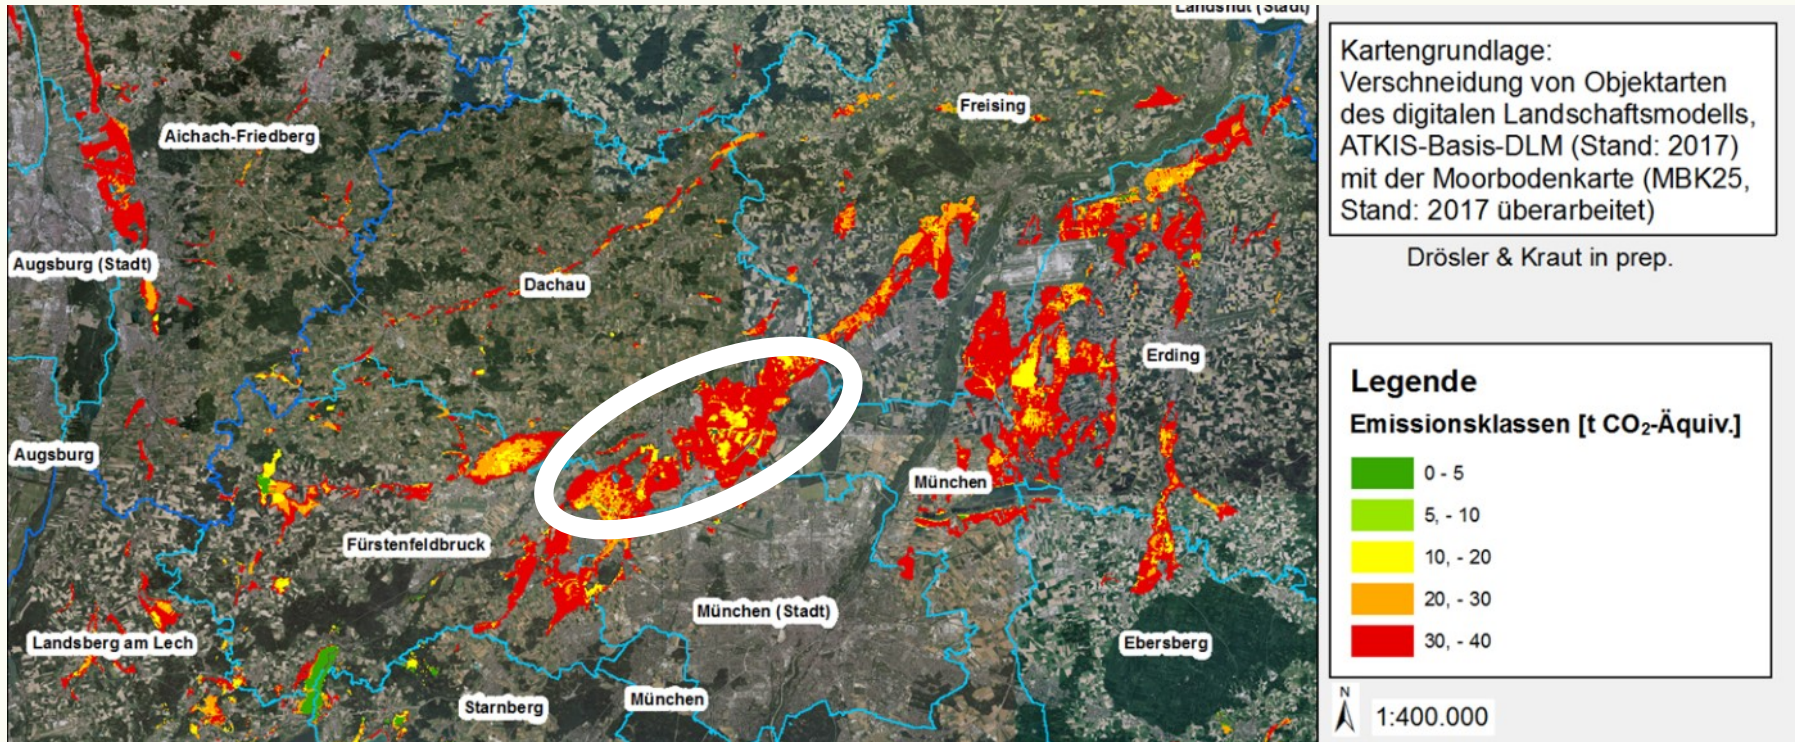 Landshut (Stadt)
Freising
Aichach-Friedberg
Augsburg (Stadt)
Dachau
Erding
Augsburg
München
Fürstenfeldbruck
München (Stadt)
Landsberg am Lech
Ebersberg
Starnberg
München
Kartengrundlage:
Verschneidung von Objektarten
des digitalen Landschaftsmodells,
ATKIS-Basis-DLM (Stand: 2017)
mit der Moorbodenkarte (MBK25,
Stand: 2017 überarbeitet)
Drösler & Kraut in prep.
Legende
Emissionsklassen [t CO₂-Äquiv.]
0 - 5
5, - 10
10, - 20
20, - 30
30, - 40
N
1:400.000